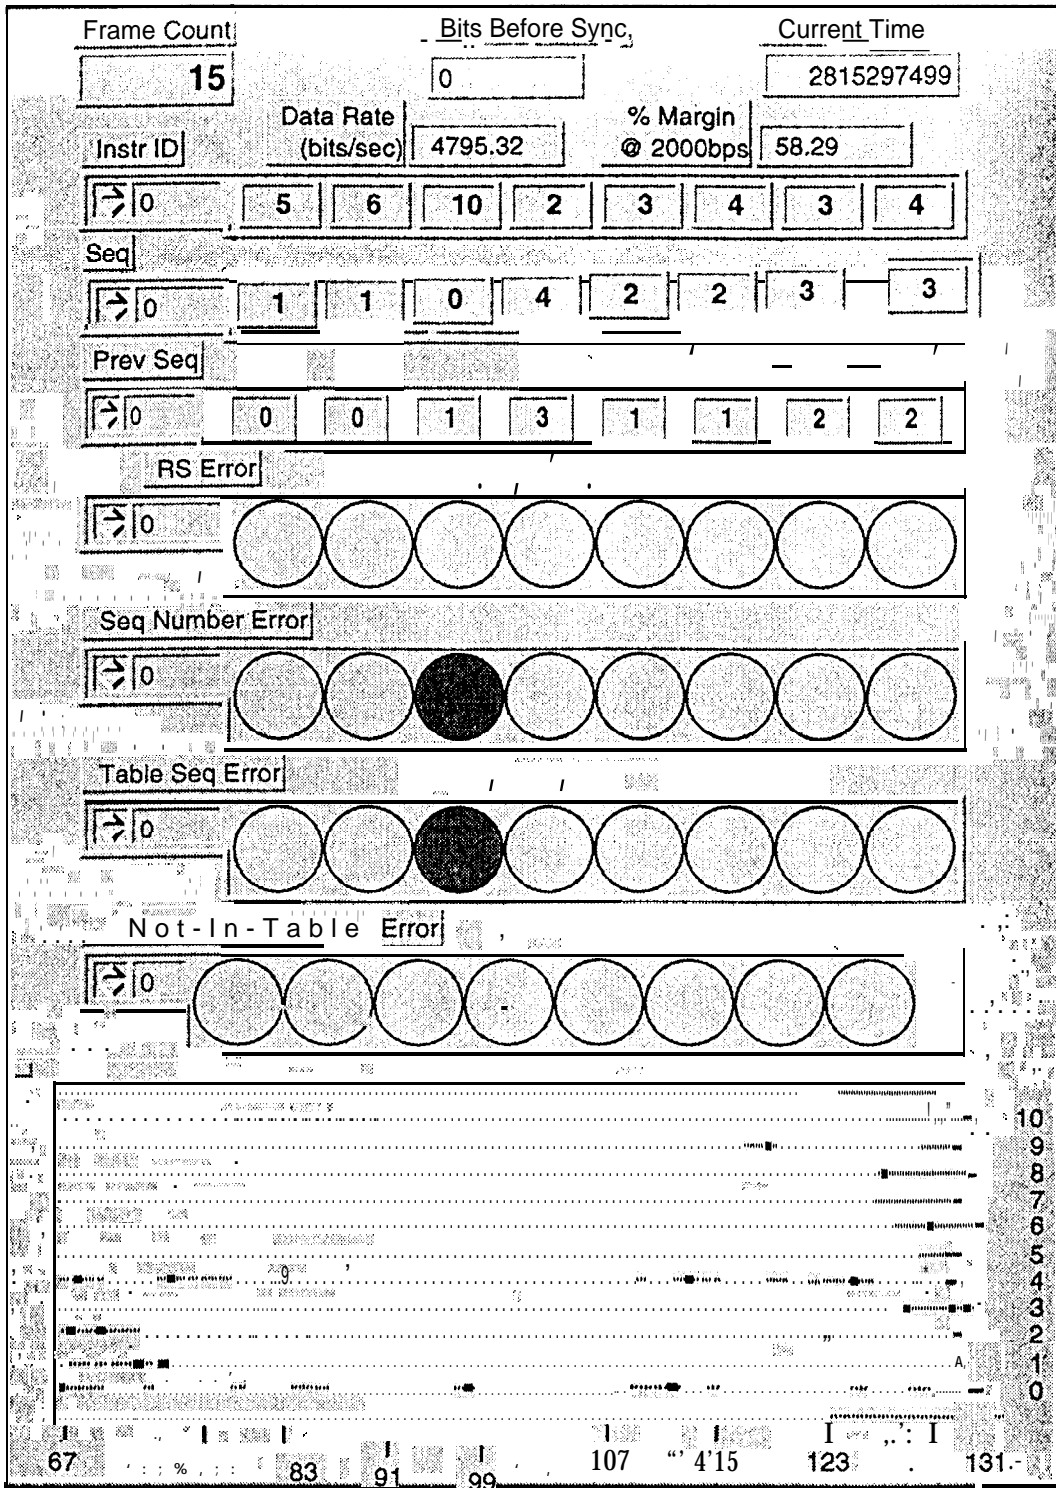 Frame Count Bits Before Sync, Current Time
15 0 2815297499
Instr ID Data Rate (bits/sec) 4795.32 % Margin @ 2000bps 58.29
0 5 6 10 2 3 4 3 4
Seq
0 1 1 0 4 2 2 3 3
Prev Seq
0 0 0 1 3 1 1 2 2
RS Error
0
Seq Number Error
0
Table Seq Error
0
Not-In-Table Error
0
10
9
8
7
6
5
4
3
2
1
0
67 83 91 99 107 4'15 123 131